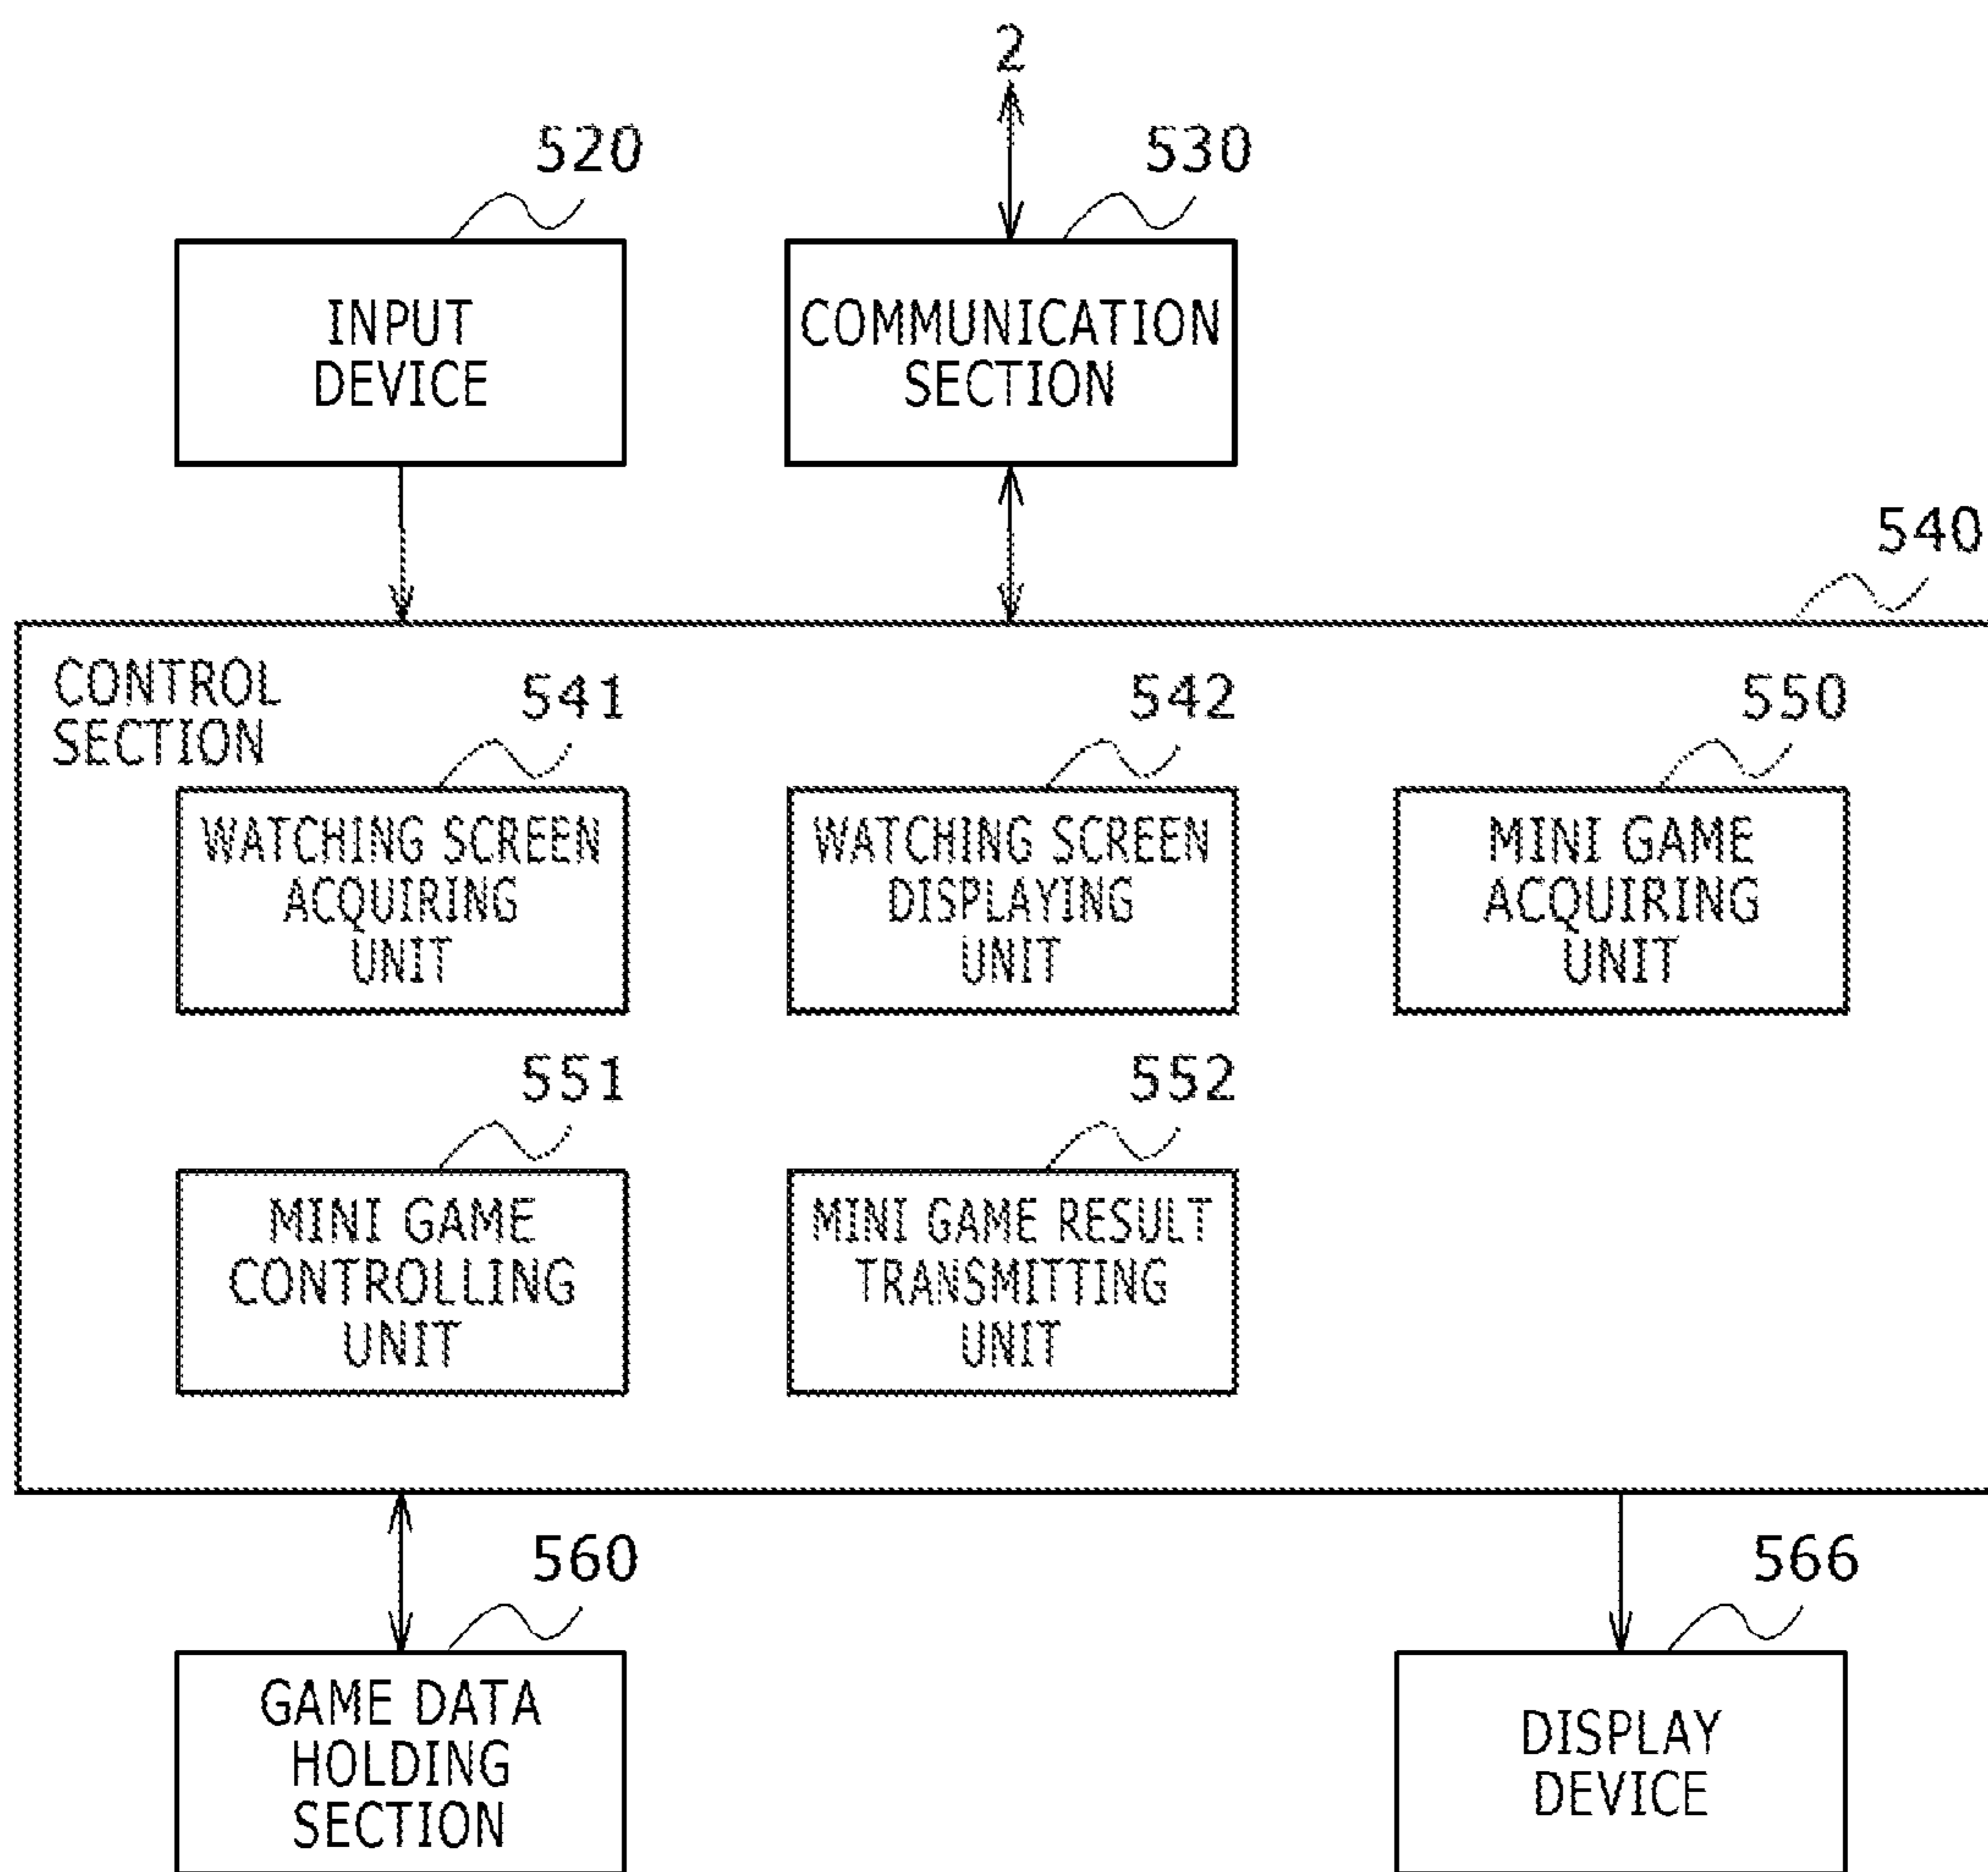 2
520
530
INPUT
DEVICE
COMMUNICATION
SECTION
540
CONTROL
SECTION
541
542
550
WATCHING SCREEN
ACQUIRING
UNIT
WATCHING SCREEN
DISPLAYING
UNIT
MINI GAME
ACQUIRING
UNIT
551
552
MINI GAME
CONTROLLING
UNIT
MINI GAME RESULT
TRANSMITTING
UNIT
560
566
GAME DATA
HOLDING
SECTION
DISPLAY
DEVICE